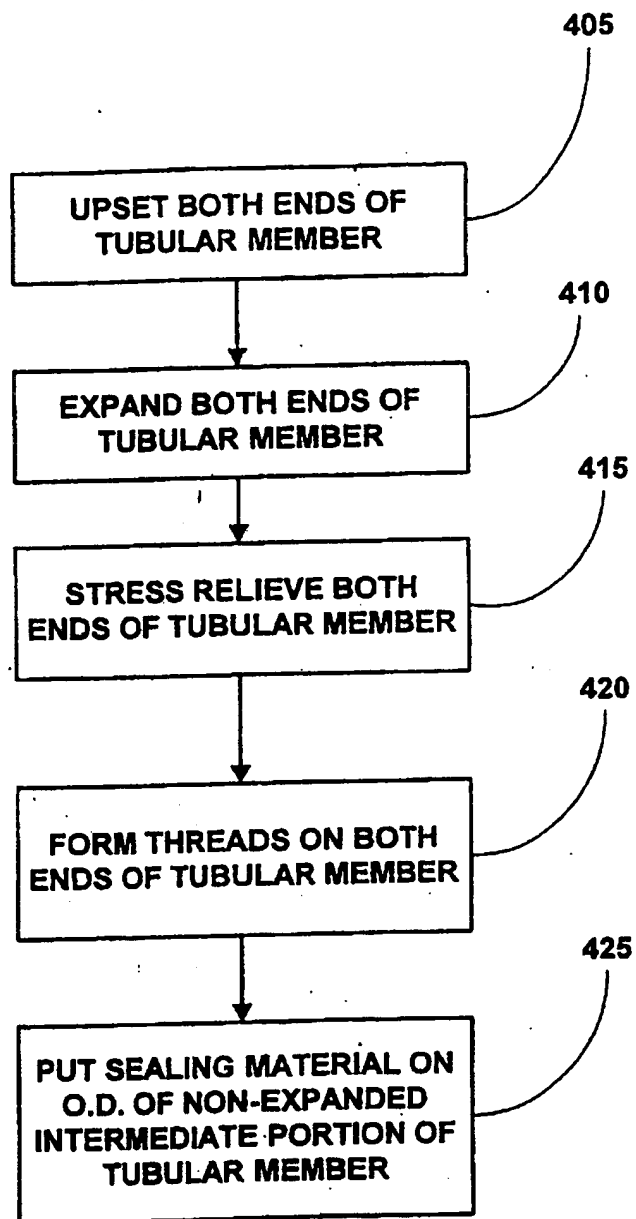 405
UPSET BOTH ENDS OF
TUBULAR MEMBER
410
EXPAND BOTH ENDS OF
TUBULAR MEMBER
415
STRESS RELIEVE BOTH
ENDS OF TUBULAR MEMBER
420
FORM THREADS ON BOTH
ENDS OF TUBULAR MEMBER
425
PUT SEALING MATERIAL ON
O.D. OF NON-EXPANDED
INTERMEDIATE PORTION OF
TUBULAR MEMBER